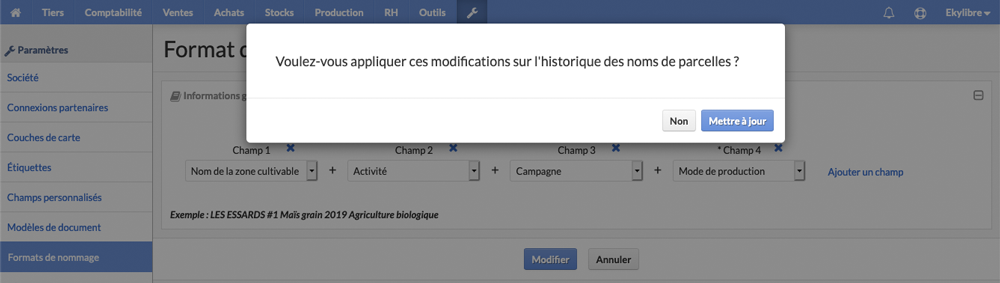 Tiers Comptabilité Ventes Achats Stocks Production RH Outils Ekylibre
Paramètres
Société
Connexions partenaires
Couches de carte
Étiquettes
Champs personnalisés
Modèles de document
Formats de nommage
Format
Informations g
Voulez-vous appliquer ces modifications sur l'historique des noms de parcelles ?
Non Mettre à jour
Champ 1 Champ 2 Champ 3 * Champ 4
Nom de la zone cultivable + Activité + Campagne + Mode de production Ajouter un champ
Exemple : LES ESSARDS #1 Maïs grain 2019 Agriculture biologique
Modifier Annuler